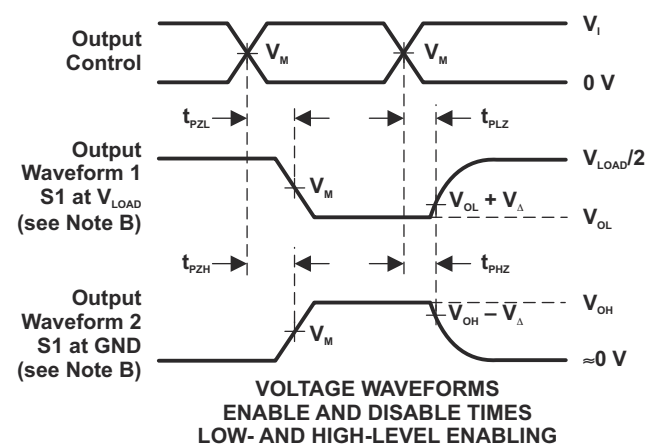 Output
Control
V_M
V_M
V_I
0 V
t_PZL
t_PLZ
Output
Waveform 1
S1 at V_LOAD
(see Note B)
V_M
V_OL + V_Δ
V_LOAD/2
V_OL
t_PZH
t_PHZ
Output
Waveform 2
S1 at GND
(see Note B)
V_M
V_OH – V_Δ
V_OH
≈0 V
VOLTAGE WAVEFORMS
ENABLE AND DISABLE TIMES
LOW- AND HIGH-LEVEL ENABLING